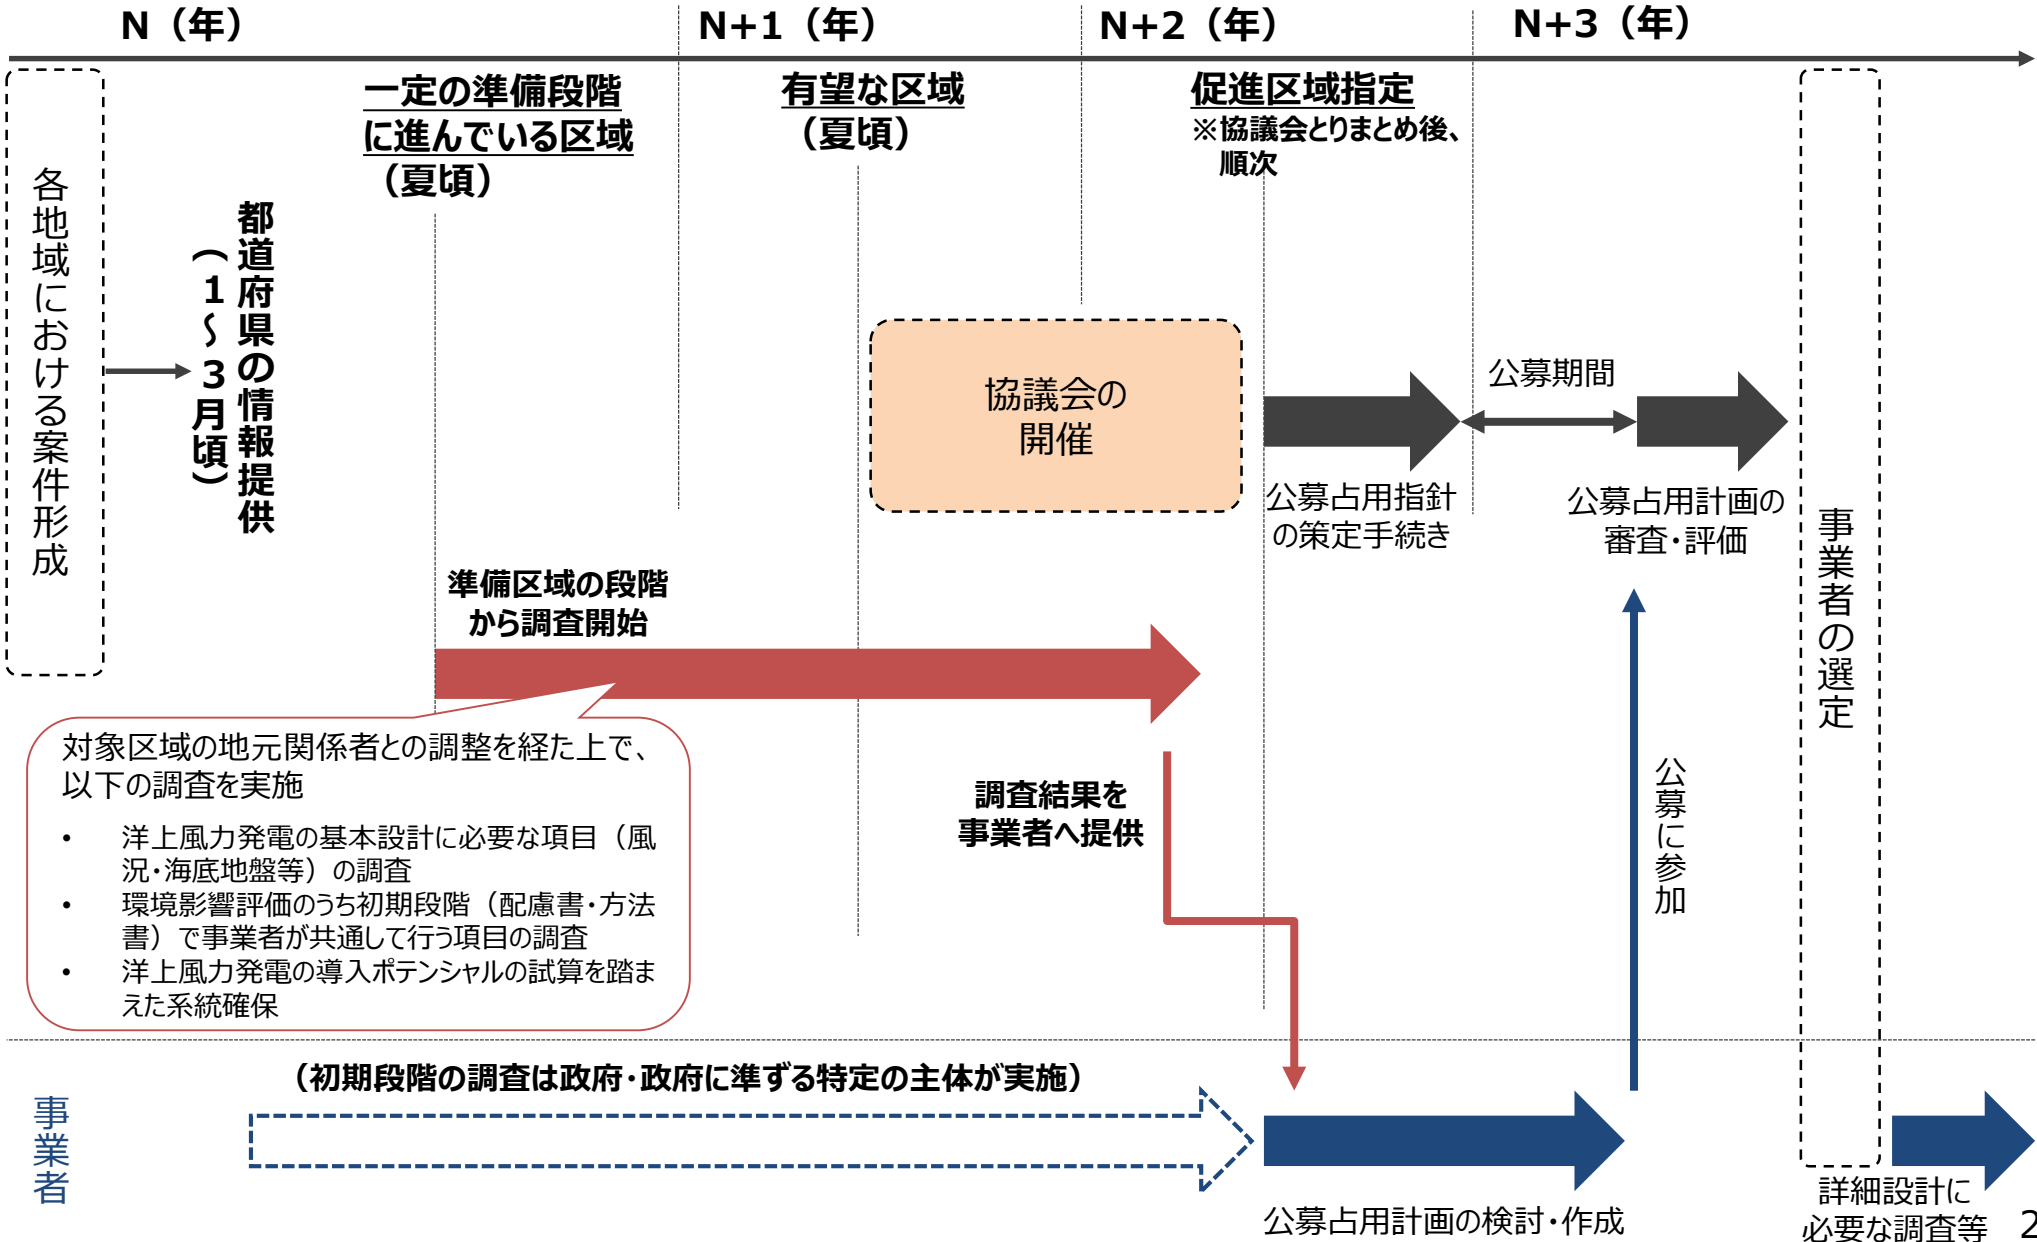 N（年）
N+1（年）
N+2（年）
N+3（年）
各地域における案件形成
都道府県の情報提供
（１～３月頃）
一定の準備段階
に進んでいる区域
（夏頃）
有望な区域
（夏頃）
促進区域指定
※協議会とりまとめ後、
順次
協議会の
開催
公募占用指針
の策定手続き
公募期間
公募占用計画の
審査・評価
事業者の選定
準備区域の段階
から調査開始
対象区域の地元関係者との調整を経た上で、
以下の調査を実施
• 洋上風力発電の基本設計に必要な項目（風
況・海底地盤等）の調査
• 環境影響評価のうち初期段階（配慮書・方法
書）で事業者が共通して行う項目の調査
• 洋上風力発電の導入ポテンシャルの試算を踏ま
えた系統確保
調査結果を
事業者へ提供
公募に参加
事業者
（初期段階の調査は政府・政府に準ずる特定の主体が実施）
公募占用計画の検討・作成
詳細設計に
必要な調査等
2